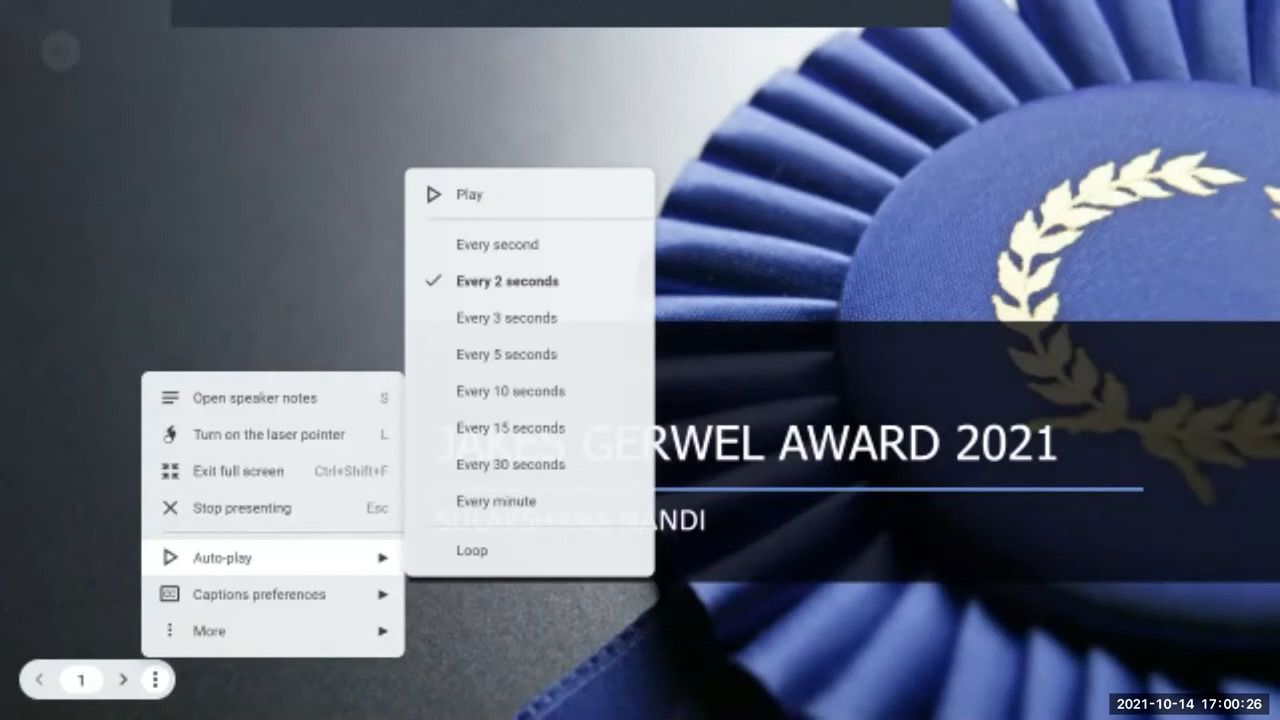 Play
Every second
Every 2 seconds
Every 3 seconds
Every 5 seconds
Every 10 seconds
Every 15 seconds
Every 30 seconds
Every minute
Loop
Open speaker notes S
Turn on the laser pointer L
Exit full screen Ctrl+Shift+F
Stop presenting Esc
Auto-play
Captions preferences
More
JAKES GERWEL AWARD 2021
NANDI
1
2021-10-14 17:00:26